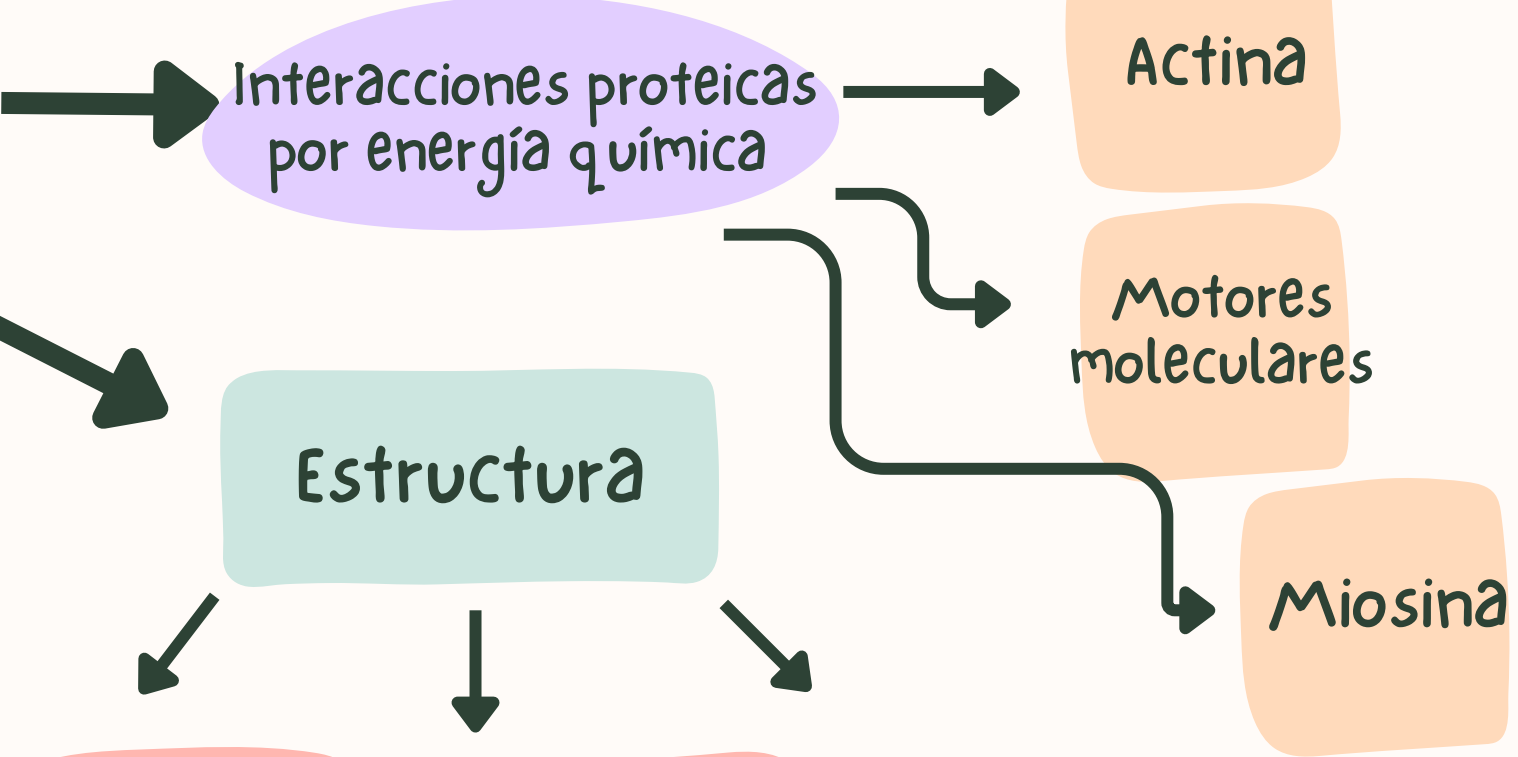 Interacciones proteicas
por energía química
Actina
Motores
moleculares
Estructura
Miosina